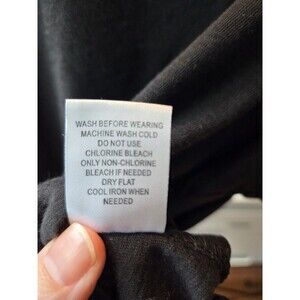 WASH BEFORE WEARING
MACHINE WASH COLD
DO NOT USE
CHLORINE BLEACH
ONLY NON-CHLORINE
BLEACH IF NEEDED
DRY FLAT
COOL IRON WHEN
NEEDED